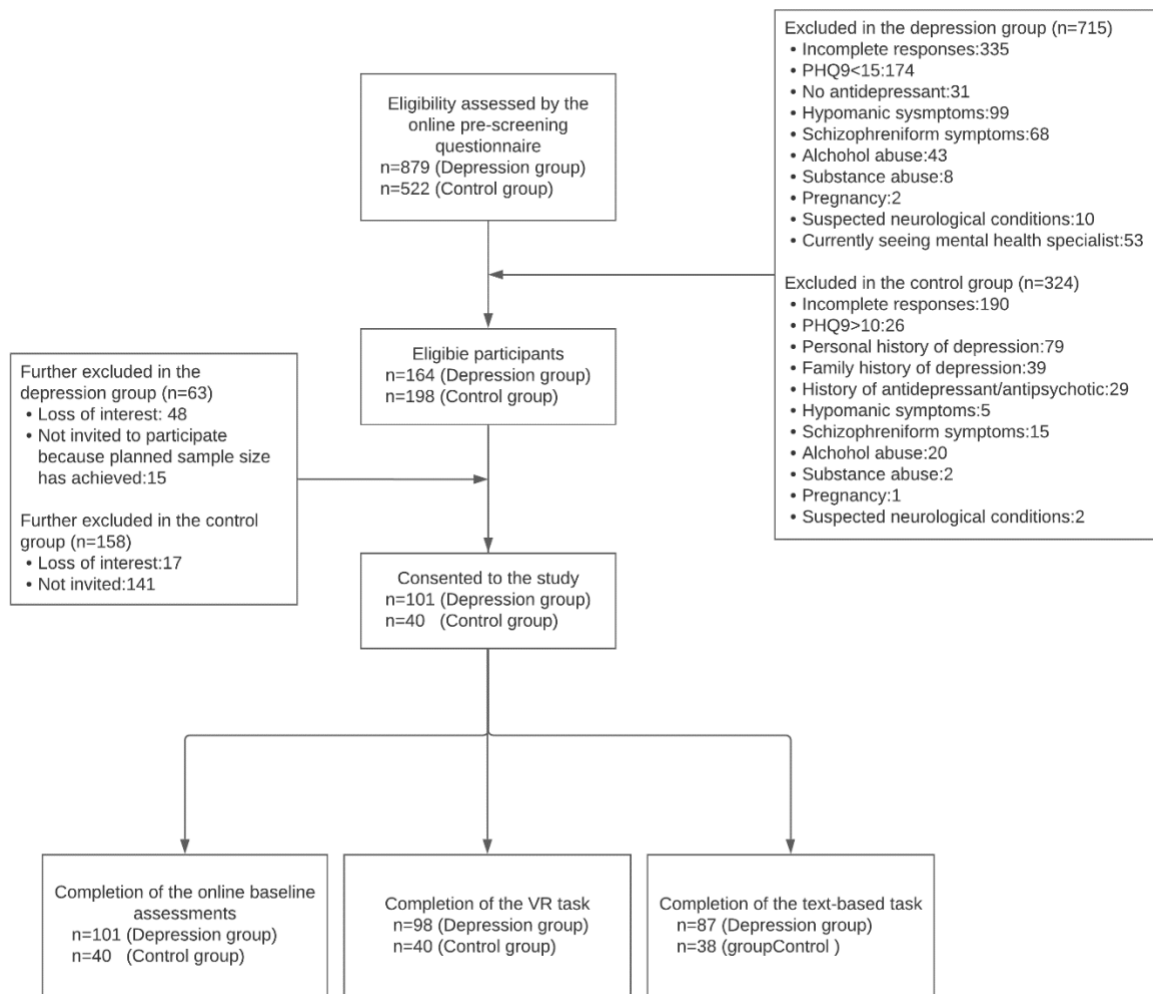 Eligibility assessed by the
online pre-screening
questionnaire
n=879 (Depression group)
n=522 (Control group)
Excluded in the depression group (n=715)
• Incomplete responses:335
• PHQ9<15:174
• No antidepressant:31
• Hypomanic sysmptoms:99
• Schizophreniform symptoms:68
• Alchohol abuse:43
• Substance abuse:8
• Pregnancy:2
• Suspected neurological conditions:10
• Currently seeing mental health specialist:53
Excluded in the control group (n=324)
• Incomplete responses:190
• PHQ9>10:26
• Personal history of depression:79
• Family history of depression:39
• History of antidepressant/antipsychotic:29
• Hypomanic symptoms:5
• Schizophreniform symptoms:15
• Alchohol abuse:20
• Substance abuse:2
• Pregnancy:1
• Suspected neurological conditions:2
Eligibie participants
n=164 (Depression group)
n=198 (Control group)
Further excluded in the
depression group (n=63)
• Loss of interest: 48
• Not invited to participate
because planned sample size
has achieved:15
Further excluded in the control
group (n=158)
• Loss of interest:17
• Not invited:141
Consented to the study
n=101 (Depression group)
n=40 (Control group)
Completion of the online baseline
assessments
n=101 (Depression group)
n=40 (Control group)
Completion of the VR task
n=98 (Depression group)
n=40 (Control group)
Completion of the text-based task
n=87 (Depression group)
n=38 (groupControl )